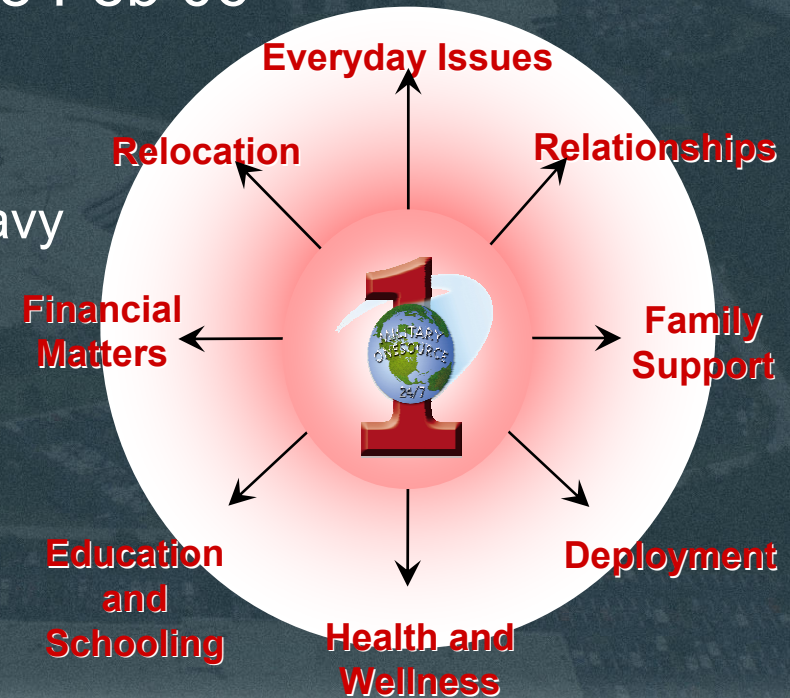 Everyday Issues
Relocation
Relationships
Financial
Matters
MILITARY
ONESOURCE
24/7
Family
Support
Education
and
Schooling
Deployment
Health and
Wellness